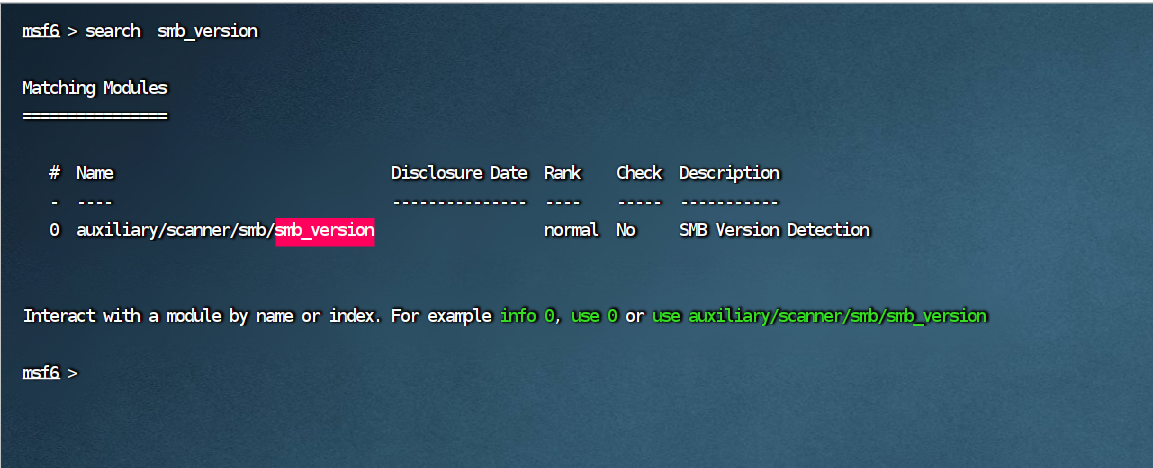 msf6 > search  smb_version
Matching Modules
================
#  Name                               Disclosure Date  Rank    Check  Description
-  ----                               ---------------  ----    -----  -----------
0  auxiliary/scanner/smb/smb_version                   normal  No     SMB Version Detection
Interact with a module by name or index. For example info 0, use 0 or use auxiliary/scanner/smb/smb_version
msf6 >